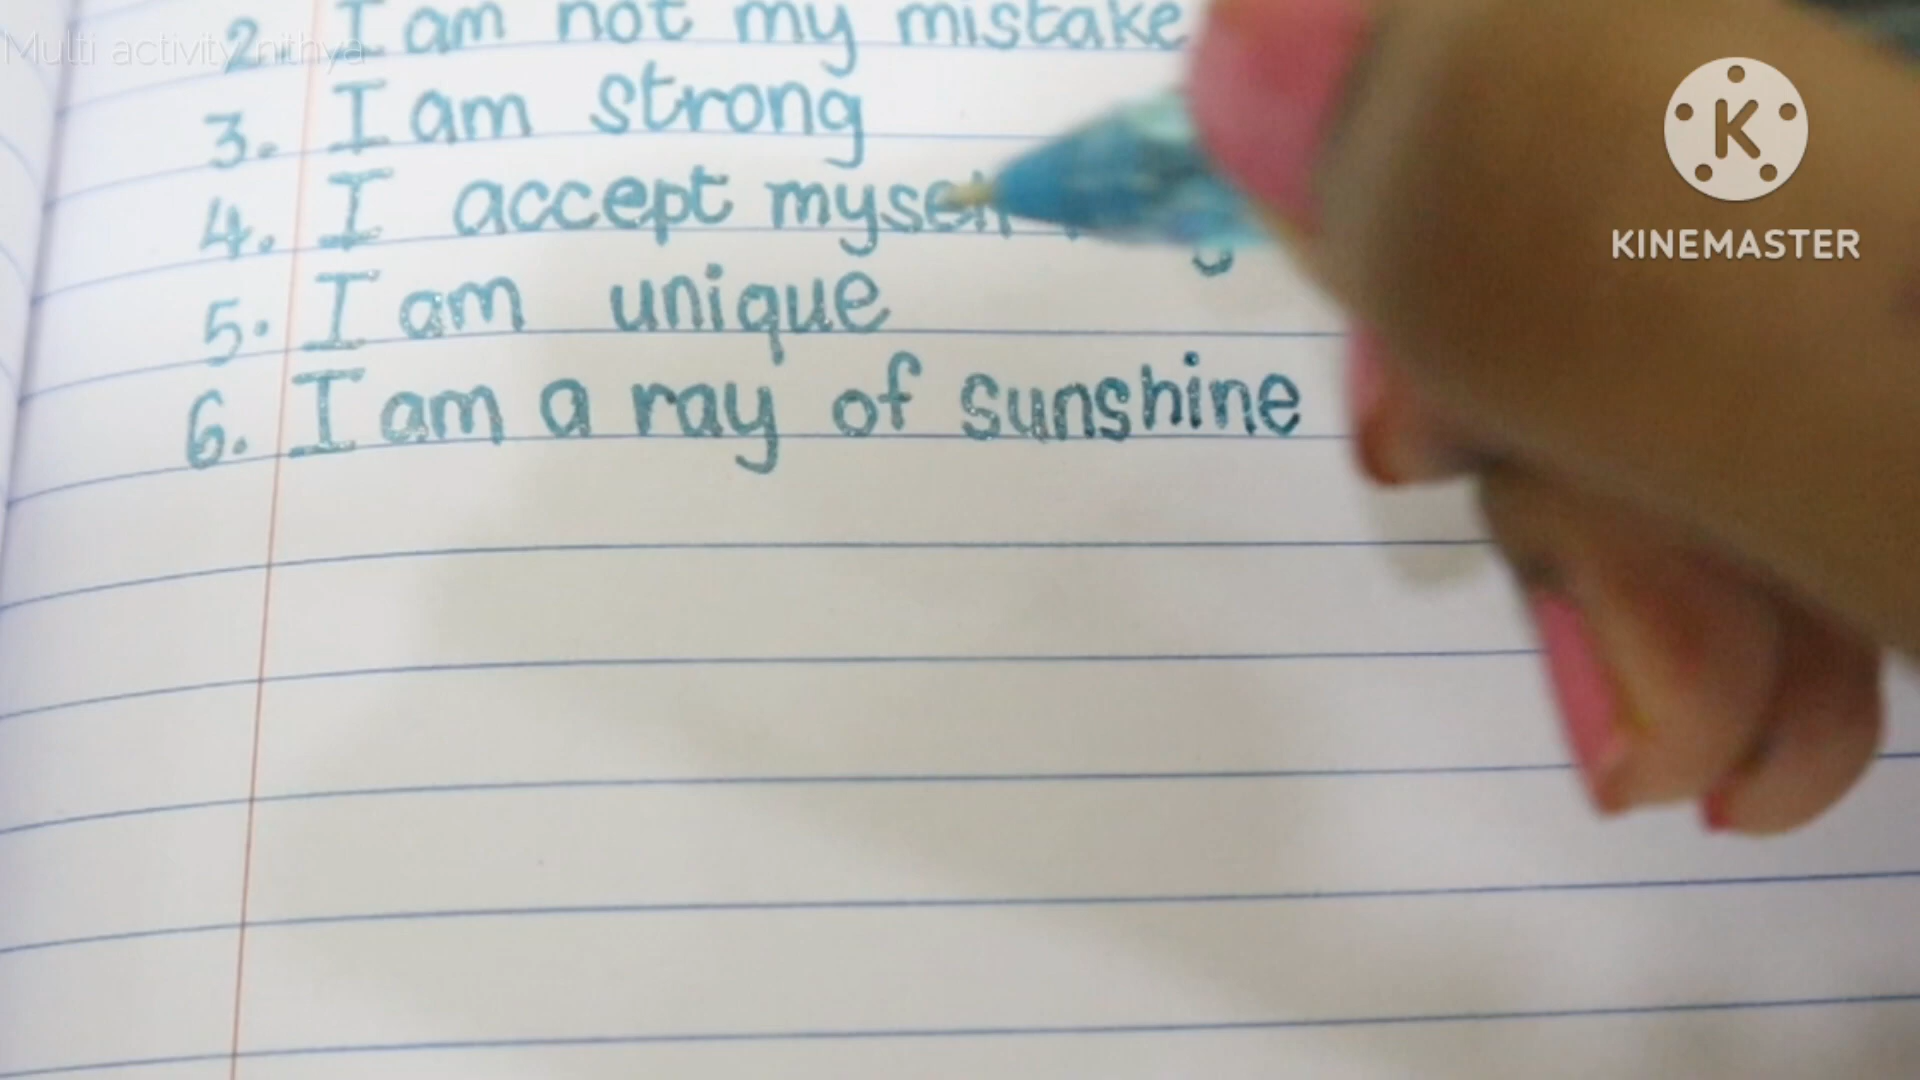 Multi activity nithya
2. I am not my mistake
3. I am strong
4. I accept myself
5. I am unique
6. I am a ray of sunshine
K
KINEMASTER